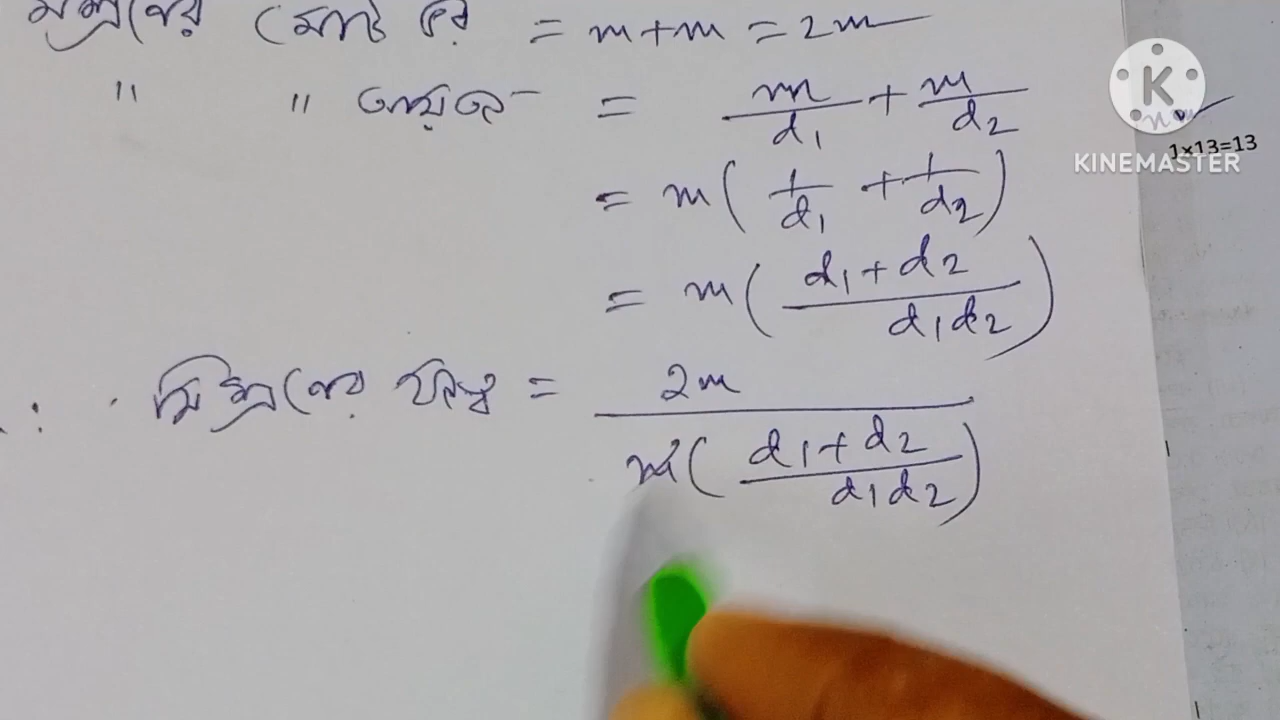 মিশ্রণের মোট ভর = m+m = 2m
" " আয়তন = m/d1 + m/d2
= m( 1/d1 + 1/d2 )
= m( d1+d2 / d1d2 )
∴ মিশ্রণের ঘনত্ব = 2m / m( d1+d2 / d1d2 )
K
KINEMASTER
1×13=13